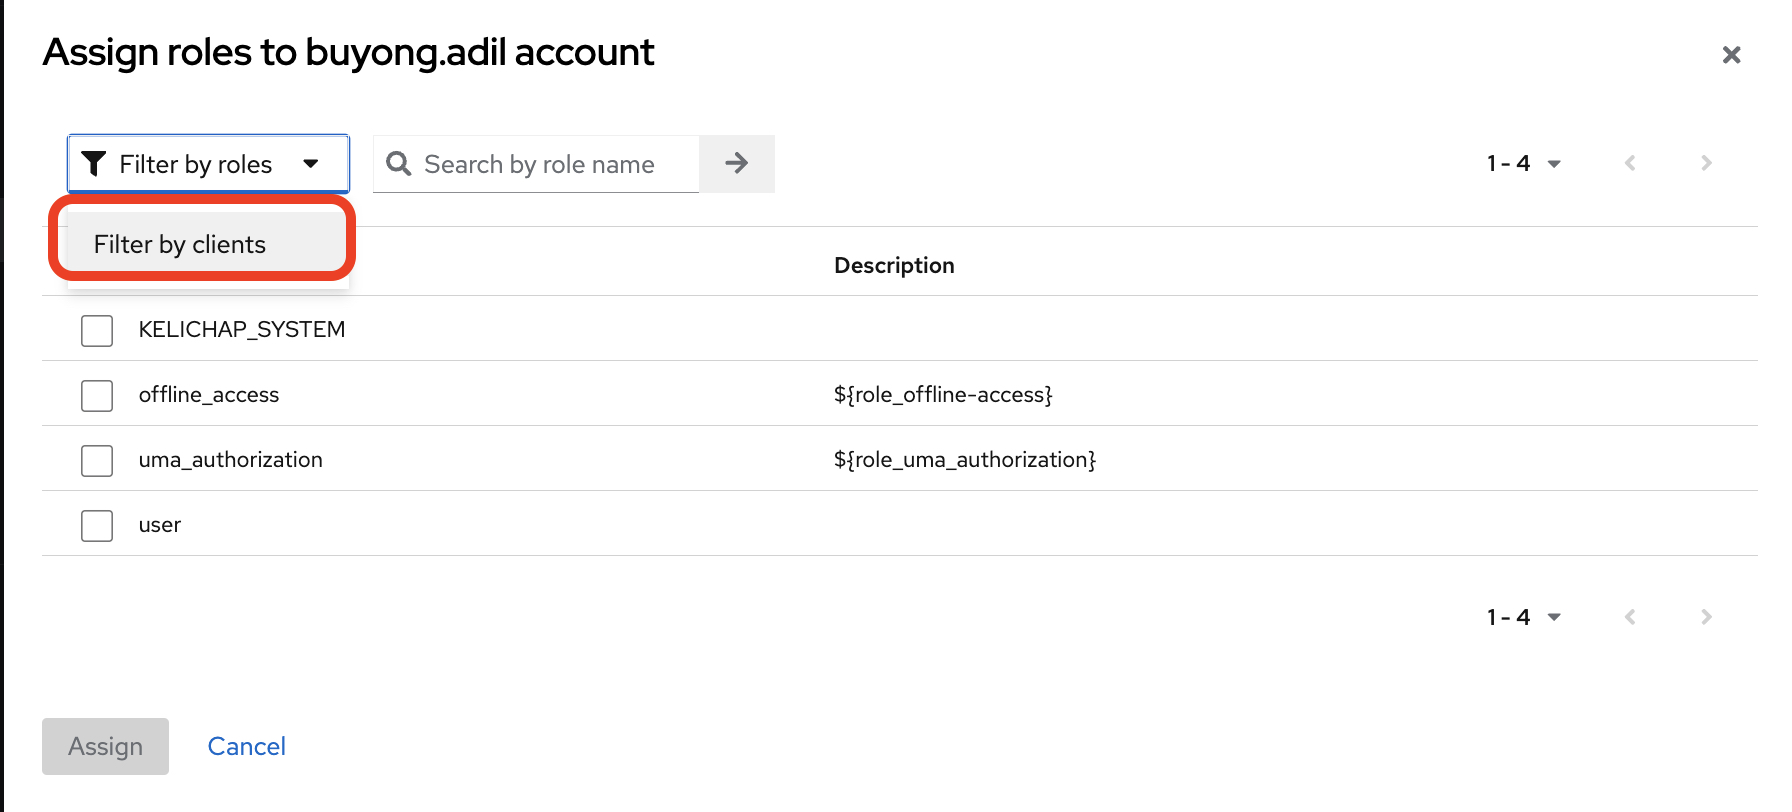 Assign roles to buyong.adil account
Filter by roles
Search by role name
1 - 4
Filter by clients
Description
KELICHAP_SYSTEM
offline_access ${role_offline-access}
uma_authorization ${role_uma_authorization}
user
1 - 4
Assign Cancel